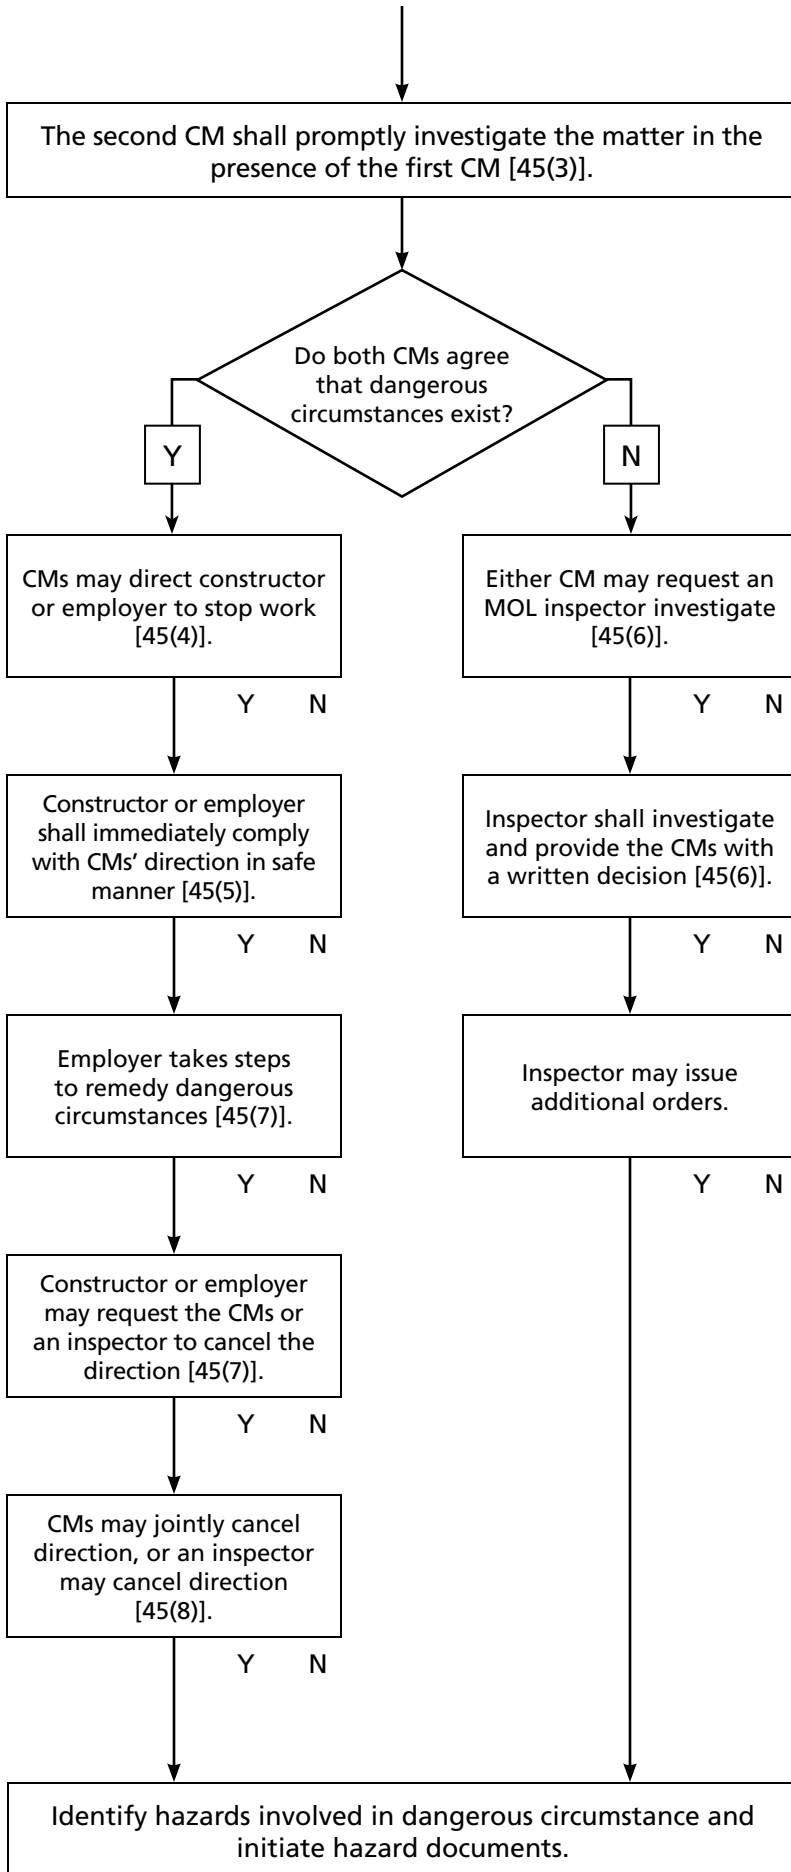 The second CM shall promptly investigate the matter in the
presence of the first CM [45(3)].
Do both CMs agree
that dangerous
circumstances exist?
Y
N
CMs may direct constructor
or employer to stop work
[45(4)].
Y N
Constructor or employer
shall immediately comply
with CMs’ direction in safe
manner [45(5)].
Y N
Employer takes steps
to remedy dangerous
circumstances [45(7)].
Y N
Constructor or employer
may request the CMs or
an inspector to cancel the
direction [45(7)].
Y N
CMs may jointly cancel
direction, or an inspector
may cancel direction
[45(8)].
Y N
Either CM may request an
MOL inspector investigate
[45(6)].
Y N
Inspector shall investigate
and provide the CMs with
a written decision [45(6)].
Y N
Inspector may issue
additional orders.
Y N
Identify hazards involved in dangerous circumstance and
initiate hazard documents.